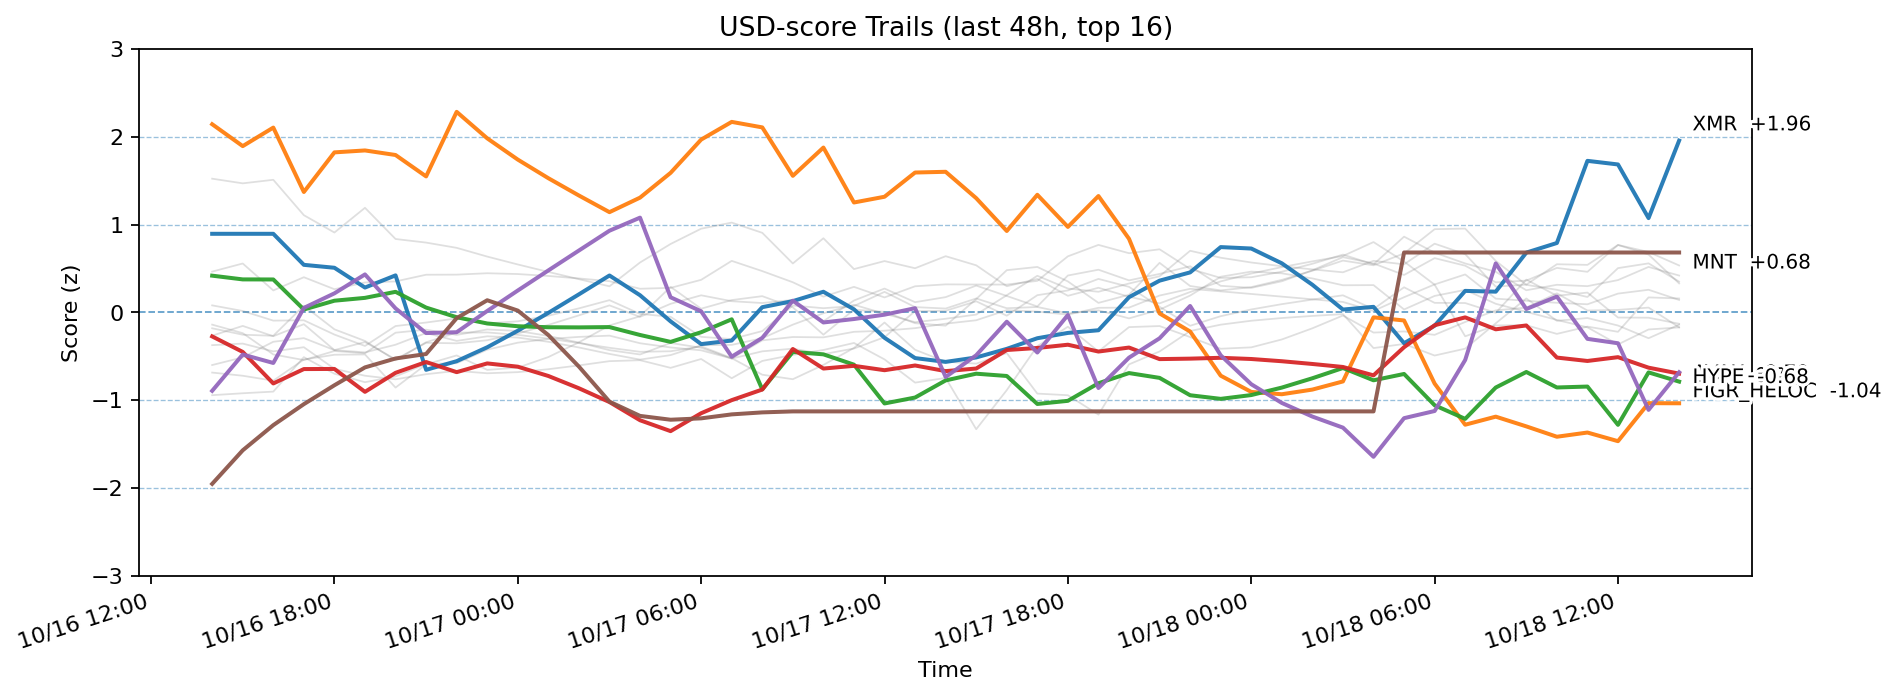 USD-score Trails (last 48h, top 16)
3
2
1
0
−1
−2
−3
Score (z)
XMR +1.96
MNT +0.68
HYPE -0.68
FIGR_HELOC -1.04
10/16 12:00
10/16 18:00
10/17 00:00
10/17 06:00
10/17 12:00
10/17 18:00
10/18 00:00
10/18 06:00
10/18 12:00
Time